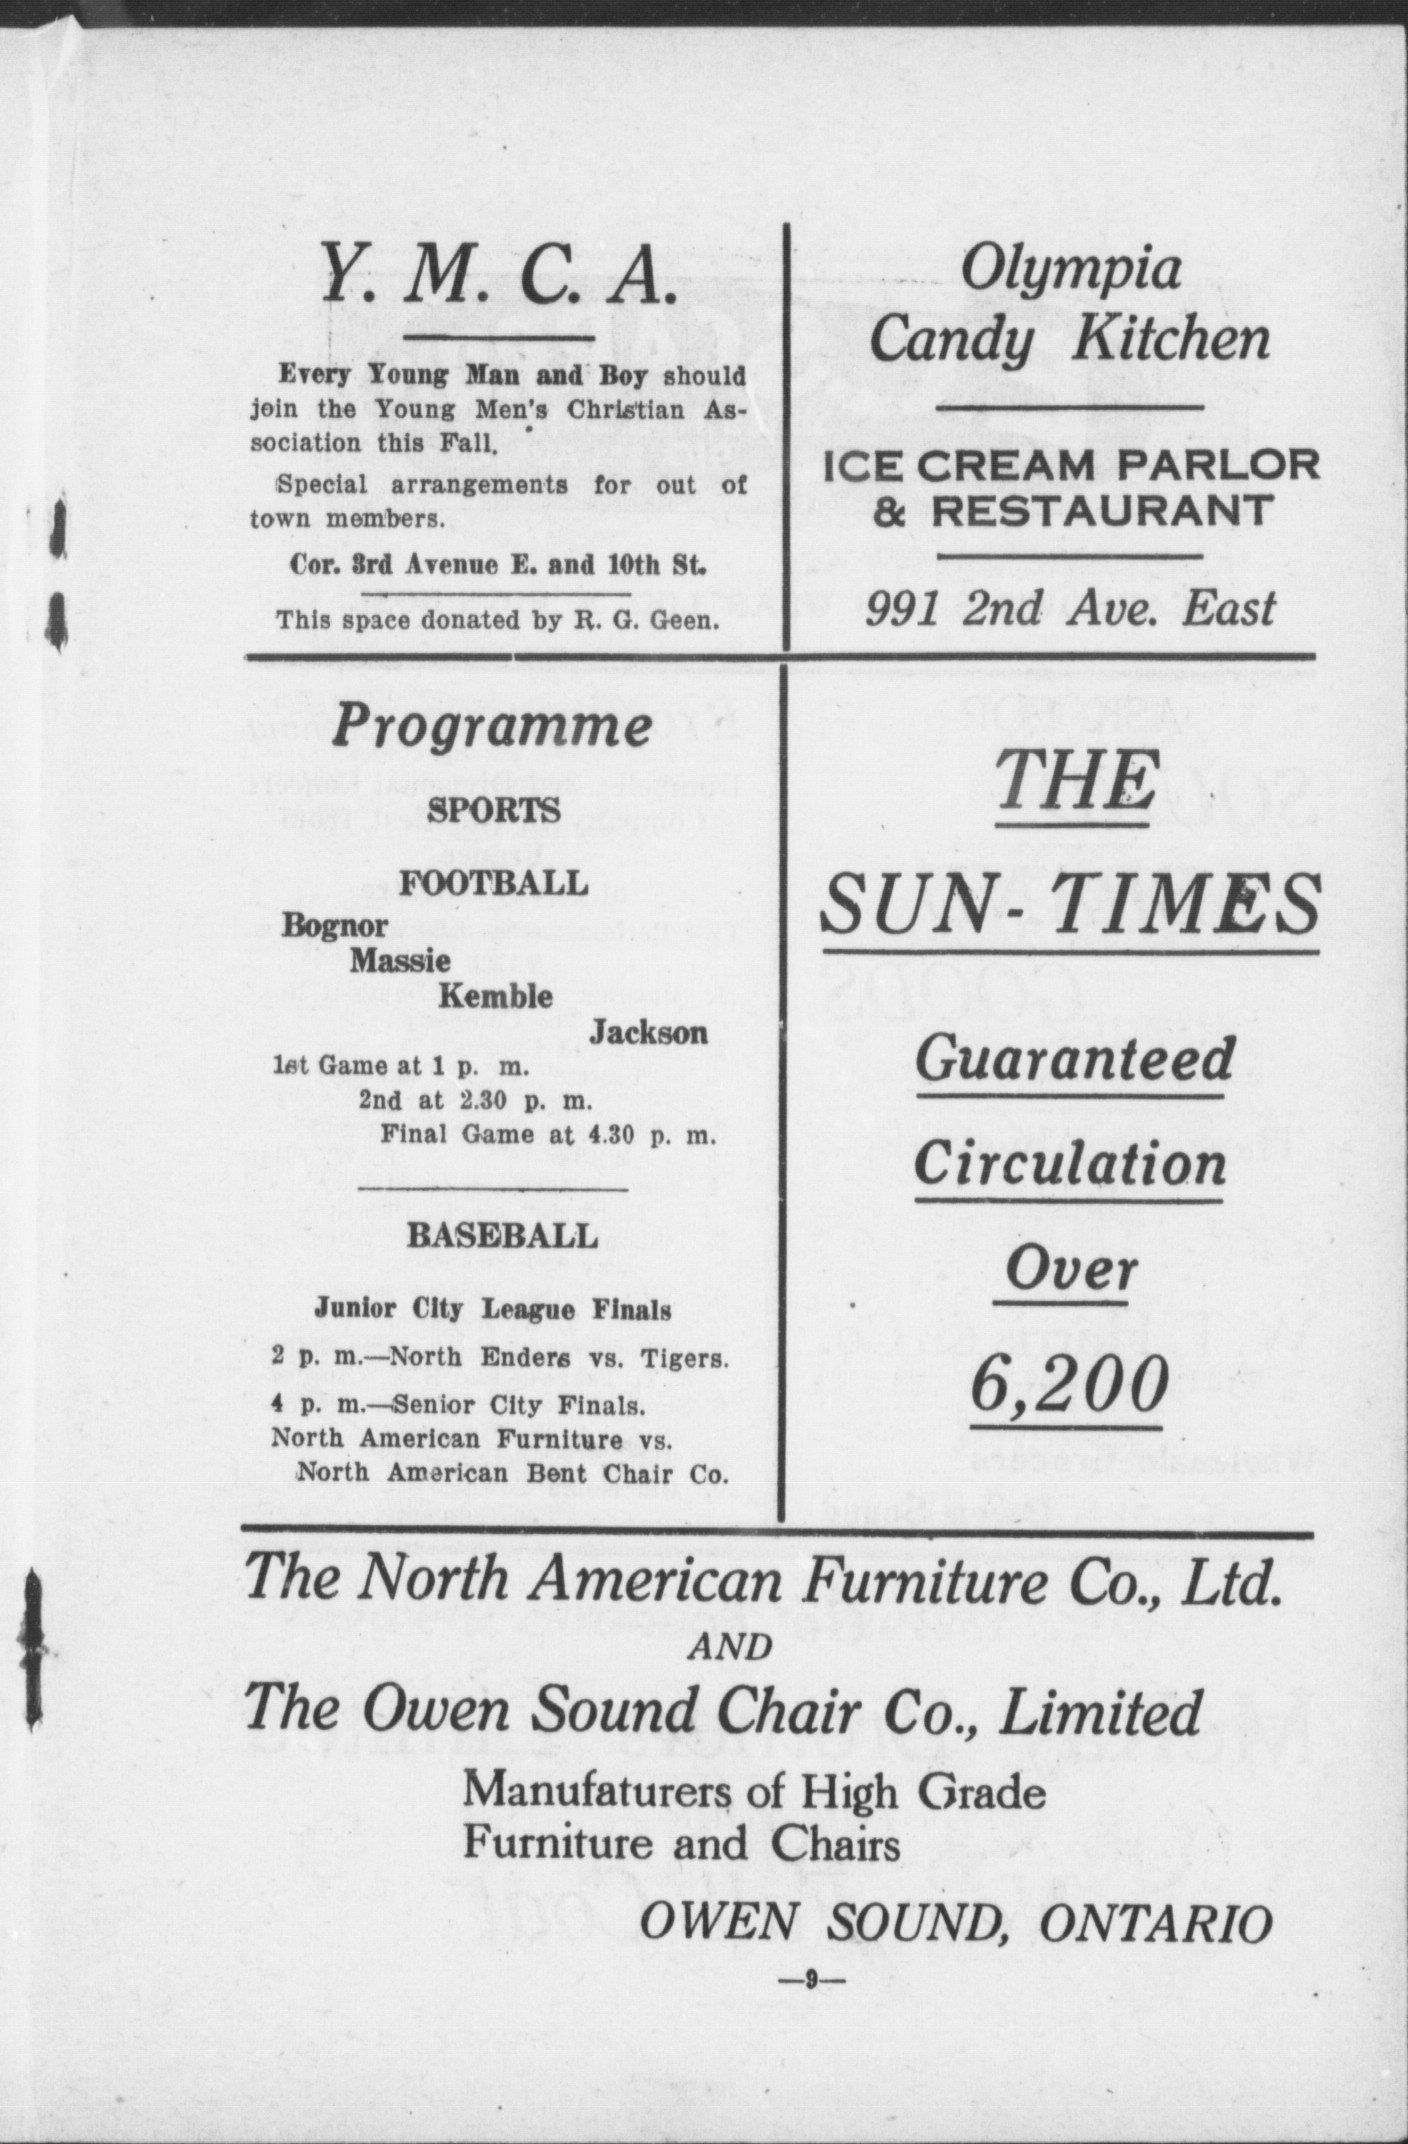 Y. M. C. A.
Every Young Man and Boy should
join the Young Men's Christian As-
sociation this Fall.
Special arrangements for out of
town members.
Cor. 3rd Avenue E. and 10th St.
This space donated by R. G. Geen.
Olympia
Candy Kitchen
ICE CREAM PARLOR
& RESTAURANT
991 2nd Ave. East
Programme
SPORTS
FOOTBALL
Bognor
Massie
Kemble
Jackson
1st Game at 1 p. m.
2nd at 2.30 p. m.
Final Game at 4.30 p. m.
BASEBALL
Junior City League Finals
2 p. m.—North Enders vs. Tigers.
4 p. m.—Senior City Finals.
North American Furniture vs.
North American Bent Chair Co.
THE
SUN-TIMES
Guaranteed
Circulation
Over
6,200
The North American Furniture Co., Ltd.
AND
The Owen Sound Chair Co., Limited
Manufaturers of High Grade
Furniture and Chairs
OWEN SOUND, ONTARIO
—9—